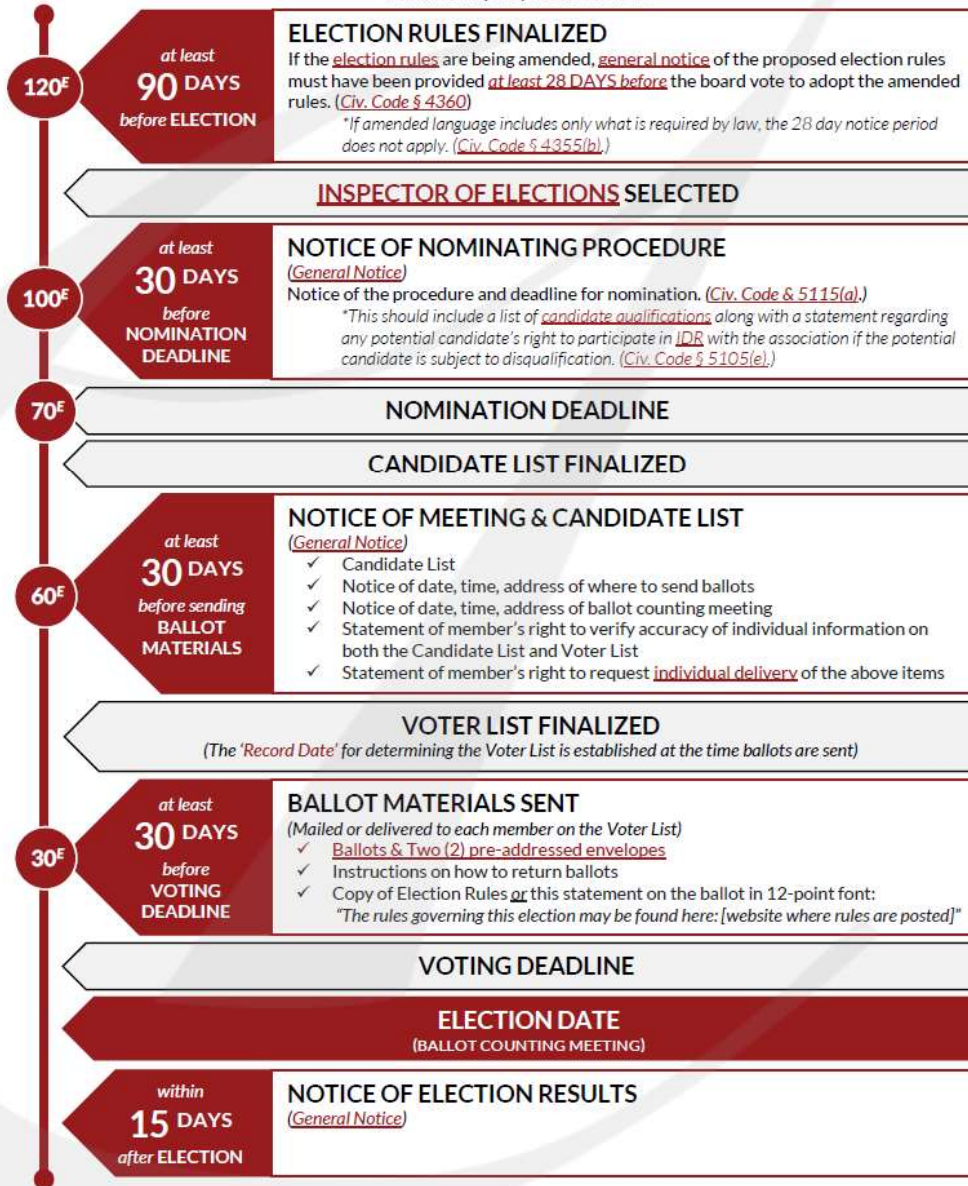 120ᴱ
at least
90 DAYS
before ELECTION
ELECTION RULES FINALIZED
If the election rules are being amended, general notice of the proposed election rules
must have been provided at least 28 DAYS before the board vote to adopt the amended
rules. (Civ. Code § 4360)
*If amended language includes only what is required by law, the 28 day notice period
does not apply. (Civ. Code § 4355(b).)
INSPECTOR OF ELECTIONS SELECTED
100ᴱ
at least
30 DAYS
before
NOMINATION
DEADLINE
NOTICE OF NOMINATING PROCEDURE
(General Notice)
Notice of the procedure and deadline for nomination. (Civ. Code & 5115(a).)
*This should include a list of candidate qualifications along with a statement regarding
any potential candidate's right to participate in IDR with the association if the potential
candidate is subject to disqualification. (Civ. Code § 5105(e).)
70ᴱ
NOMINATION DEADLINE
CANDIDATE LIST FINALIZED
60ᴱ
at least
30 DAYS
before sending
BALLOT
MATERIALS
NOTICE OF MEETING & CANDIDATE LIST
(General Notice)
✓ Candidate List
✓ Notice of date, time, address of where to send ballots
✓ Notice of date, time, address of ballot counting meeting
✓ Statement of member's right to verify accuracy of individual information on
both the Candidate List and Voter List
✓ Statement of member's right to request individual delivery of the above items
VOTER LIST FINALIZED
(The 'Record Date' for determining the Voter List is established at the time ballots are sent)
30ᴱ
at least
30 DAYS
before
VOTING
DEADLINE
BALLOT MATERIALS SENT
(Mailed or delivered to each member on the Voter List)
✓ Ballots & Two (2) pre-addressed envelopes
✓ Instructions on how to return ballots
✓ Copy of Election Rules or this statement on the ballot in 12-point font:
"The rules governing this election may be found here: [website where rules are posted]"
VOTING DEADLINE
ELECTION DATE
(BALLOT COUNTING MEETING)
within
15 DAYS
after ELECTION
NOTICE OF ELECTION RESULTS
(General Notice)